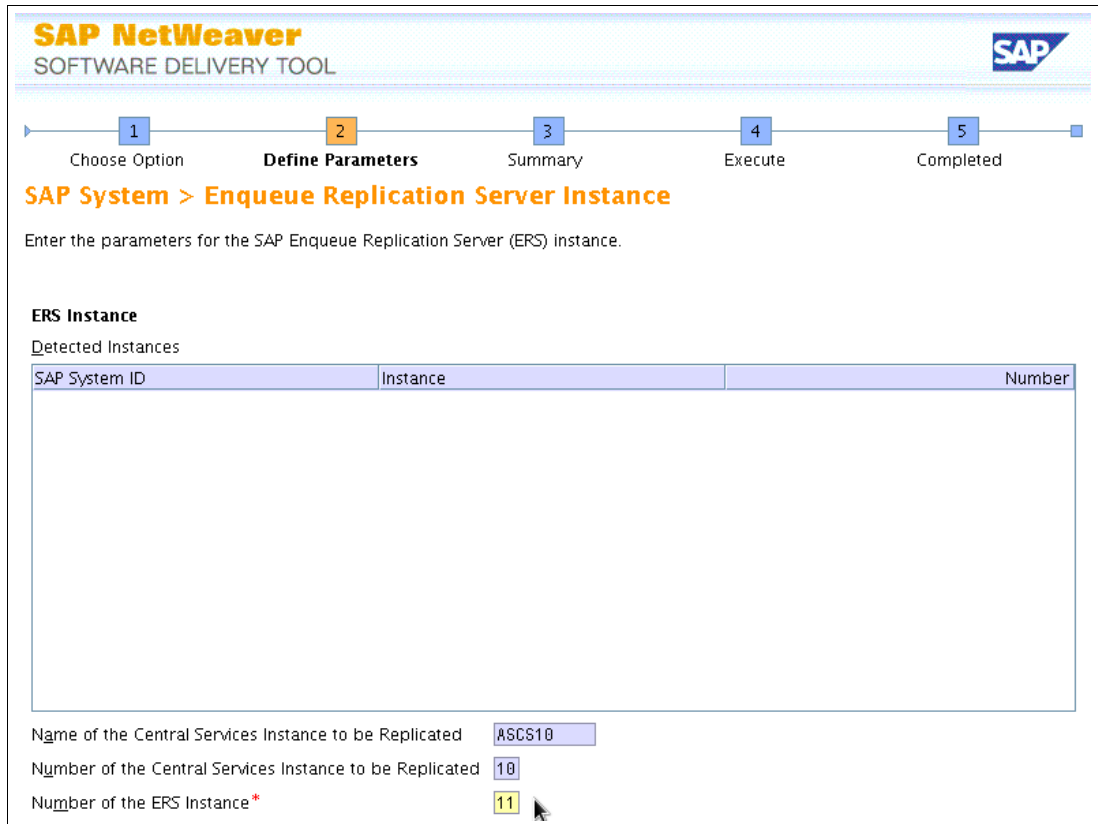 SAP NetWeaver
SOFTWARE DELIVERY TOOL
SAP
1 2 3 4 5
Choose Option Define Parameters Summary Execute Completed
SAP System > Enqueue Replication Server Instance
Enter the parameters for the SAP Enqueue Replication Server (ERS) instance.
ERS Instance
Detected Instances
SAP System ID Instance Number
Name of the Central Services Instance to be Replicated ASCS10
Number of the Central Services Instance to be Replicated 10
Number of the ERS Instance* 11